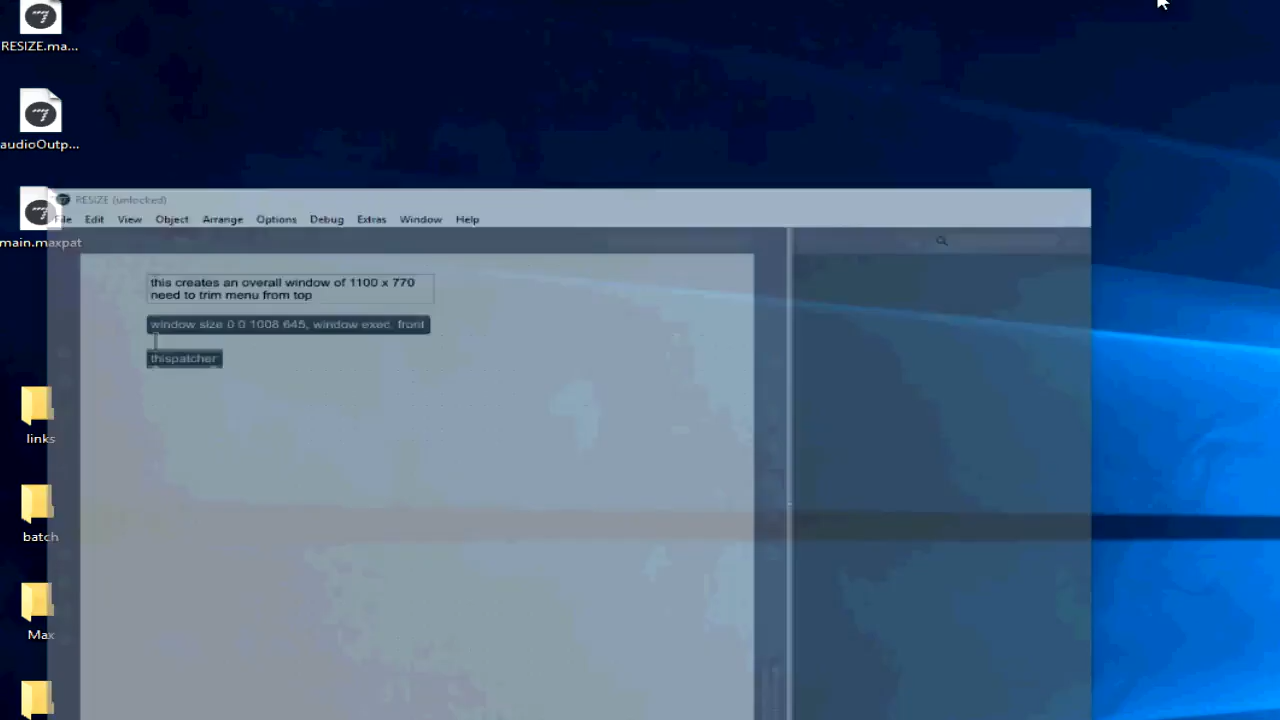 RESIZE.ma...
audioOutp...
main.maxpat
links
batch
Max
RESIZE (unlocked)
File Edit View Object Arrange Options Debug Extras Window Help
this creates an overall window of 1100 x 770
need to trim menu from top
window size 0 0 1008 645, window exec, front
thispatcher